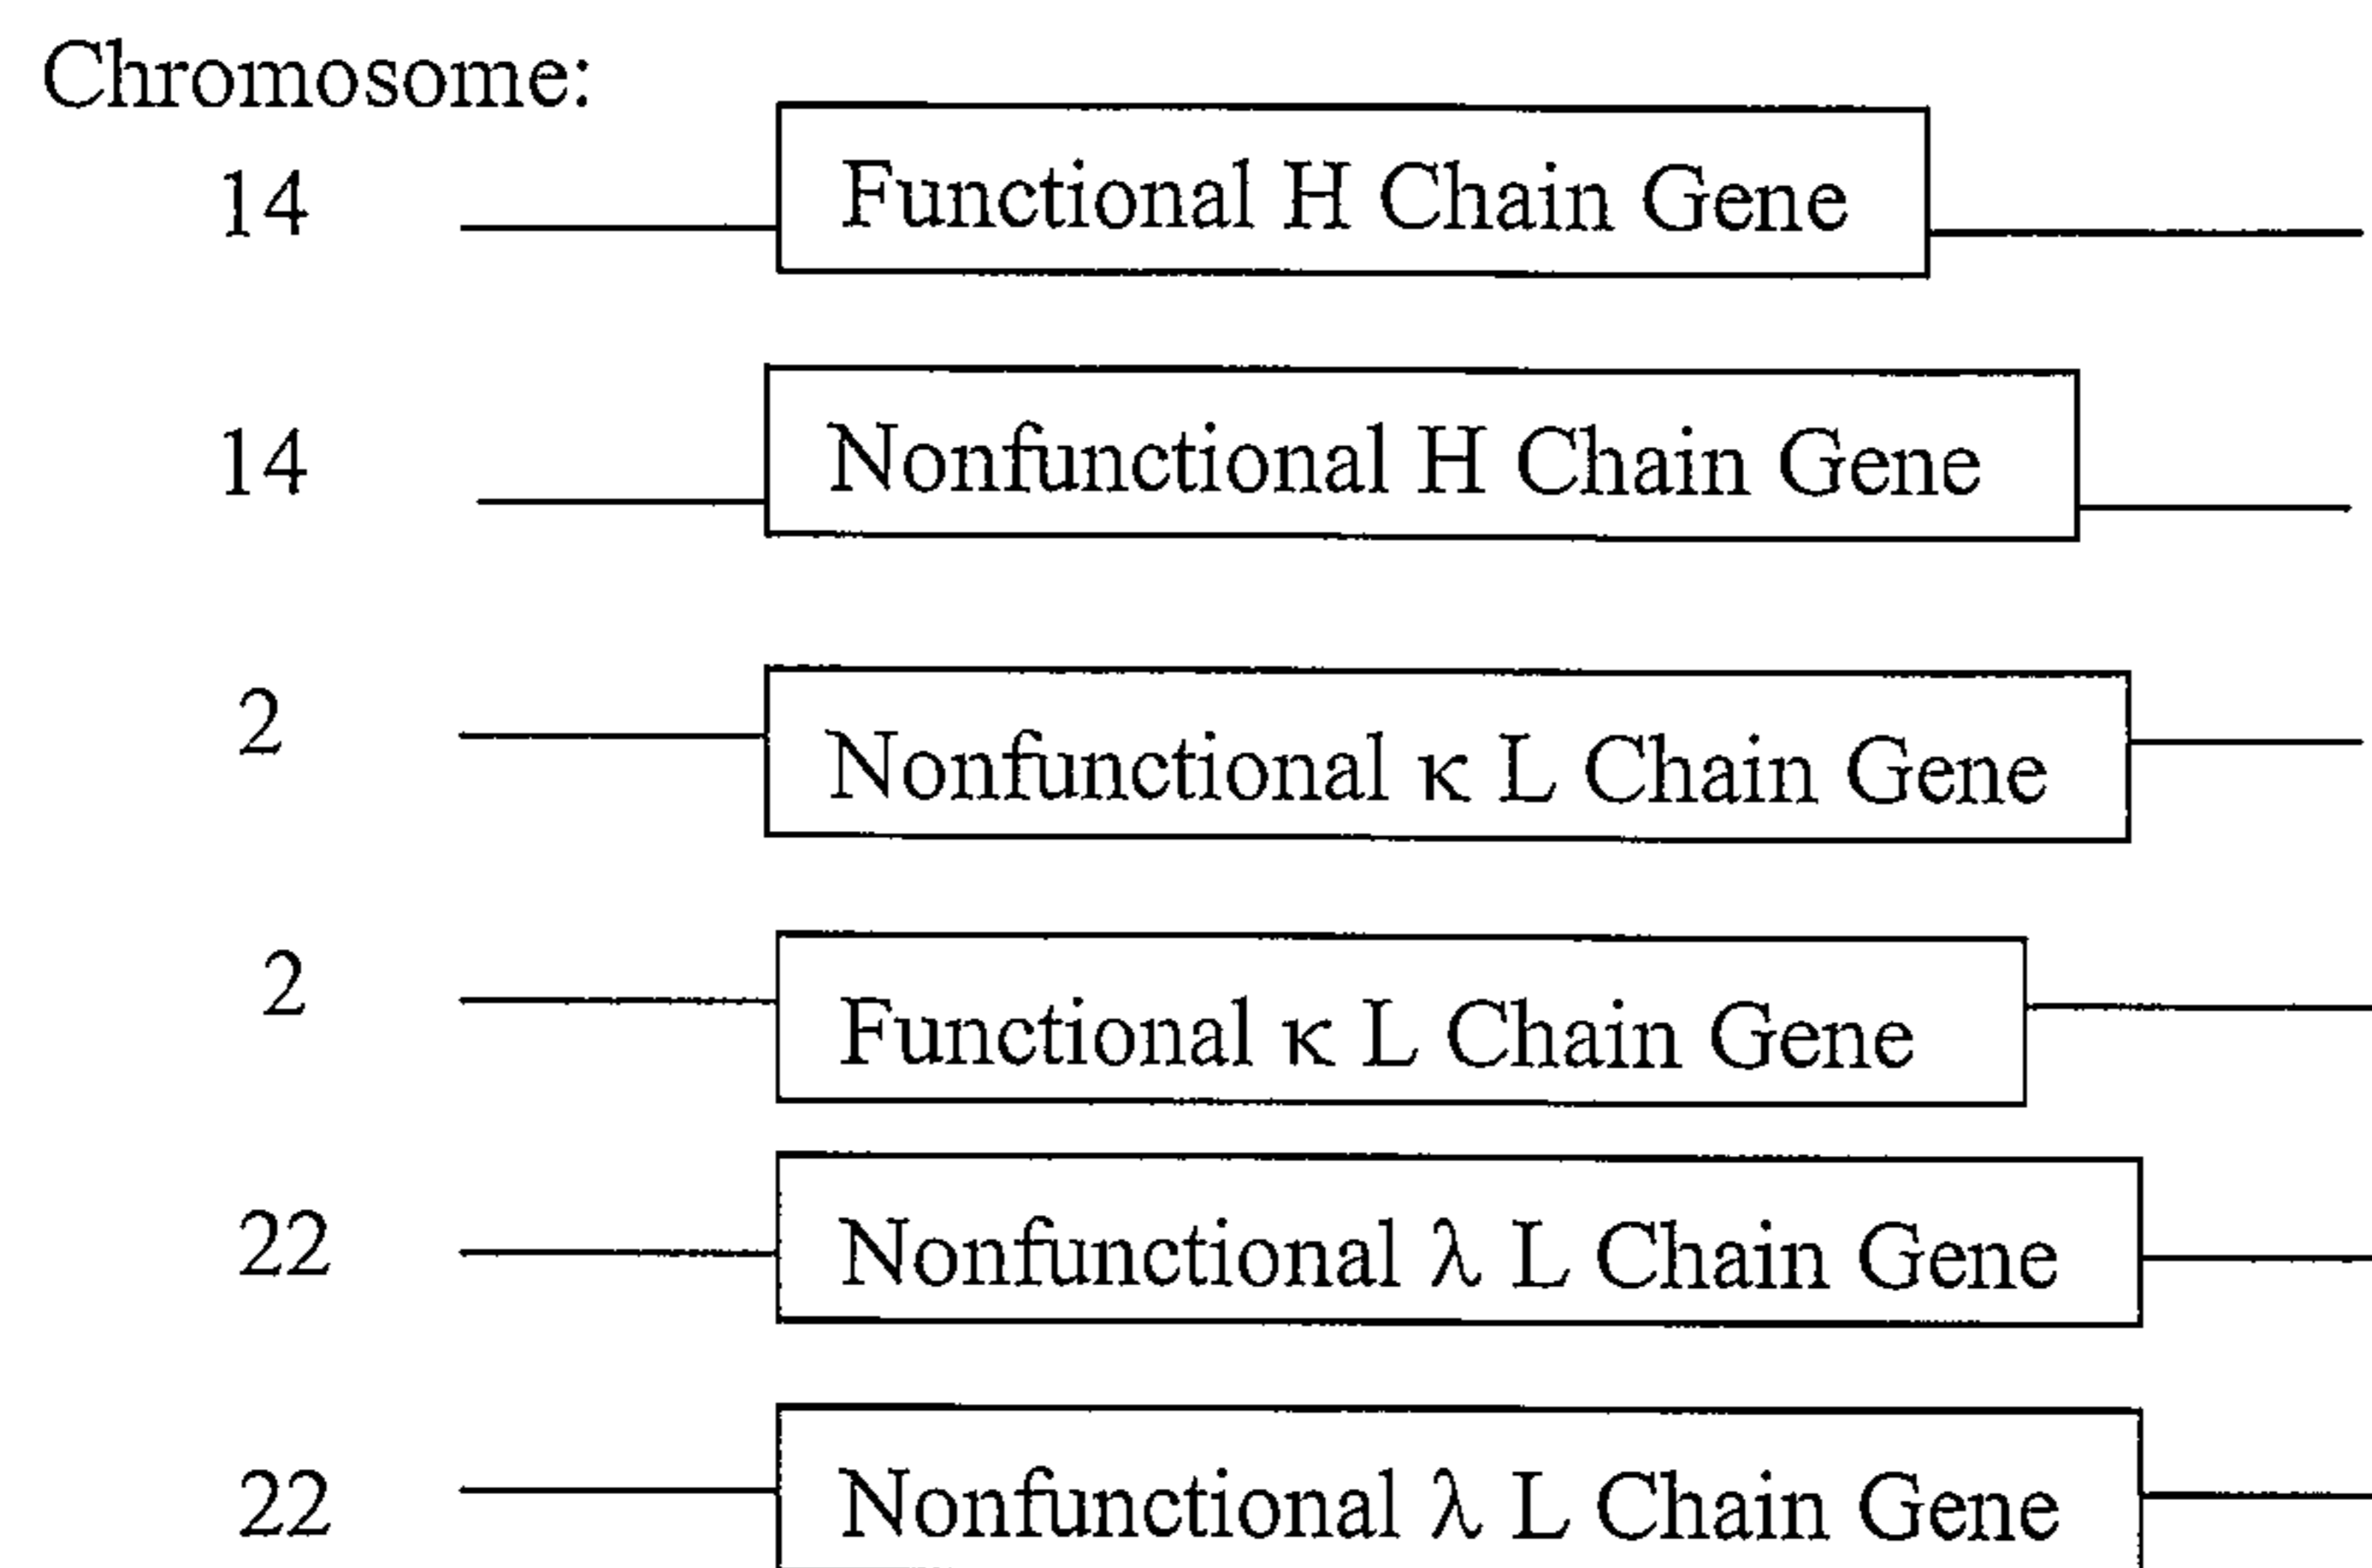 Chromosome:
14 Functional H Chain Gene
14 Nonfunctional H Chain Gene
2 Nonfunctional κ L Chain Gene
2 Functional κ L Chain Gene
22 Nonfunctional λ L Chain Gene
22 Nonfunctional λ L Chain Gene